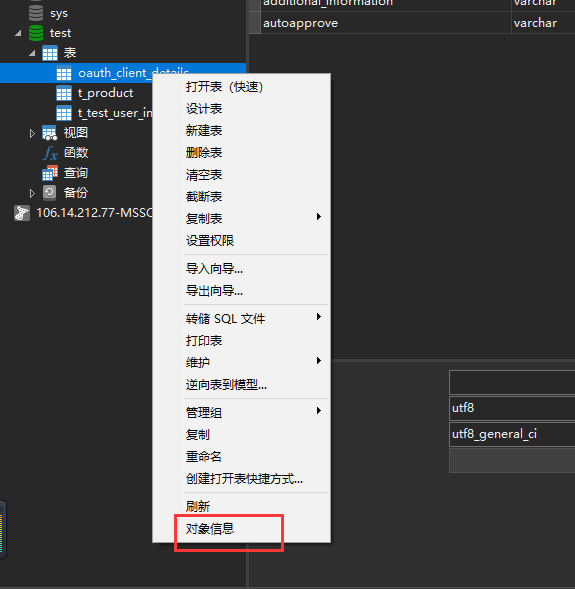 sys
test
表
oauth_client_details
t_product
t_test_user_in
视图
fx 函数
查询
备份
106.14.212.77-MSSC
additional_information varchar
autoapprove varchar
打开表（快速）
设计表
新建表
删除表
清空表
截断表
复制表
设置权限
导入向导...
导出向导...
转储 SQL 文件
打印表
维护
逆向表到模型...
管理组
复制
重命名
创建打开表快捷方式...
刷新
对象信息
utf8
utf8_general_ci